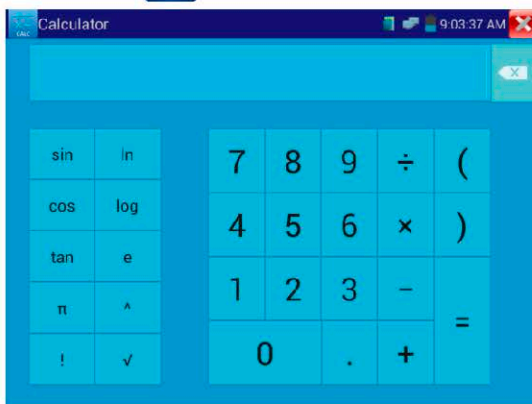 Calculator 9:03:37 AM
CALC
sin ln 7 8 9 ÷ (
cos log 4 5 6 × )
tan e 1 2 3 − =
π ^ 0 . +
! √